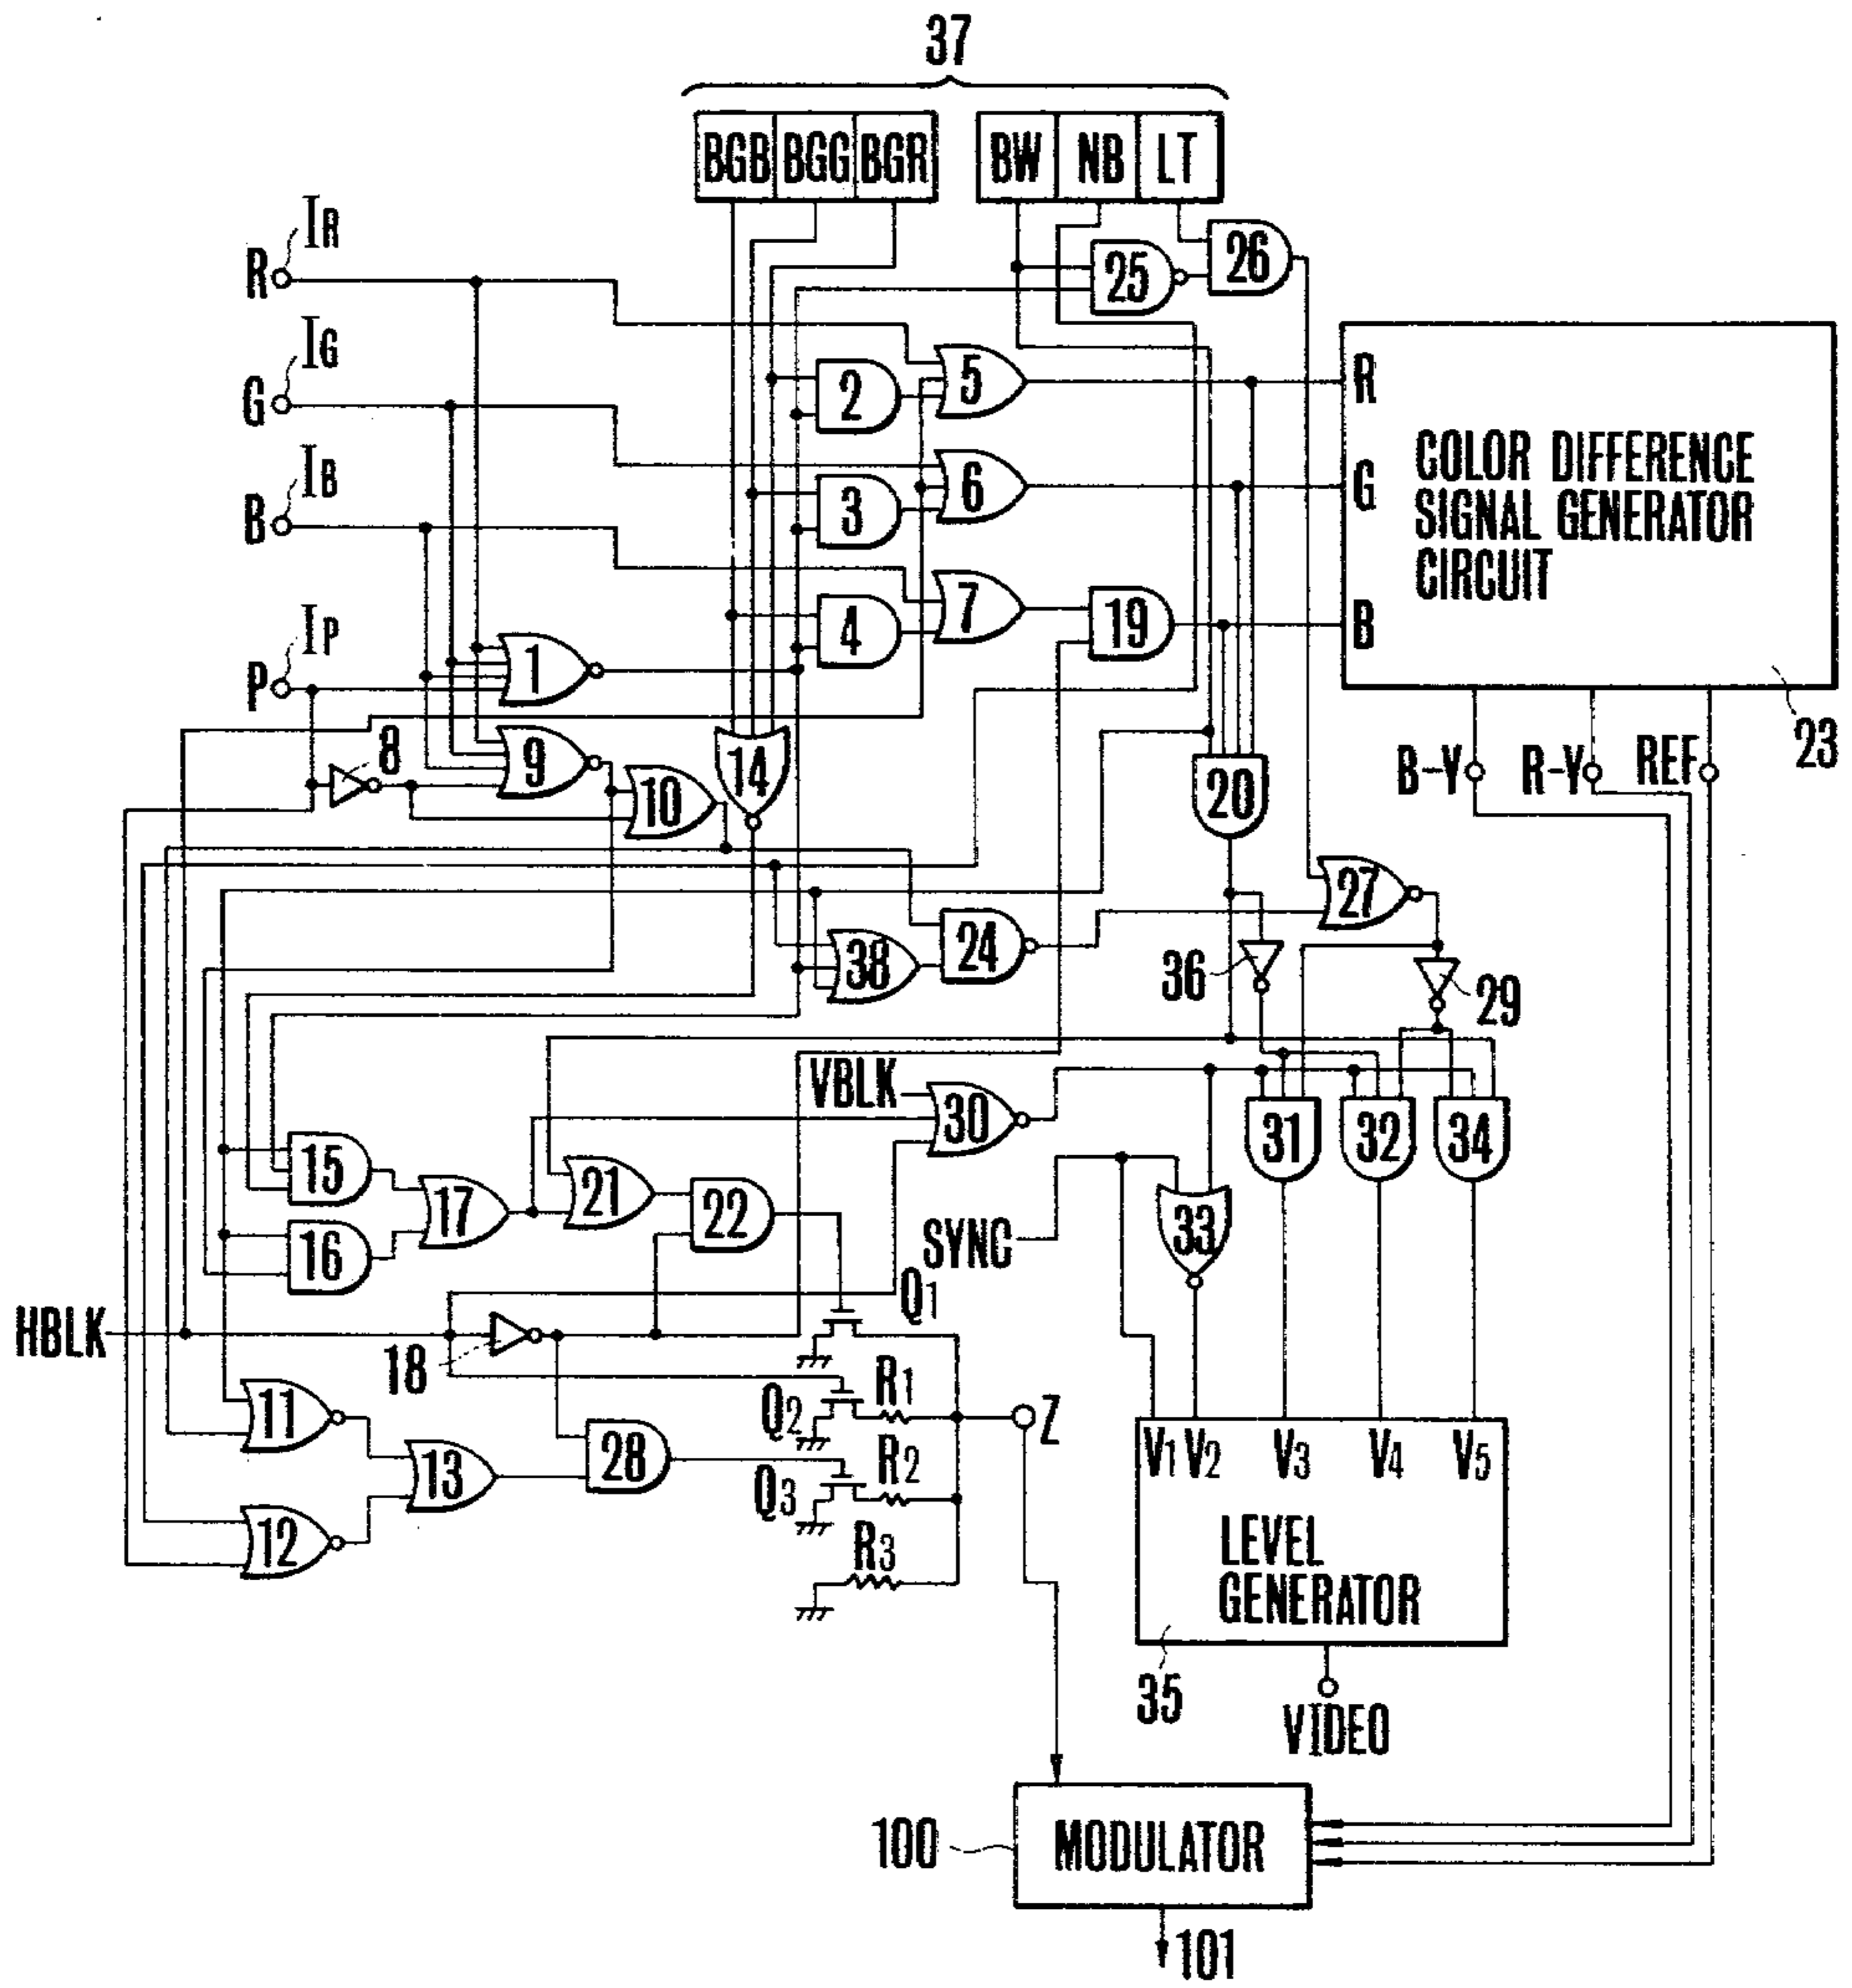 37
BGB BGG BGR BW NB LT
IR
R
26
25
IG
G
5
R
2
IB
B
6
G
COLOR DIFFERENCE
SIGNAL GENERATOR
CIRCUIT
3
7
19
B
4
IP
P
1
23
8
9
14
B-Y R-Y REF
10
20
27
38
24
36
29
VBLK
30
31 32 34
15
21
22
17
33
16
SYNC
Q1
HBLK
18
R1
Q2
Z
11
28
R2
13
Q3
V1 V2 V3 V4 V5
12
R3
LEVEL
GENERATOR
35
VIDEO
100
MODULATOR
101